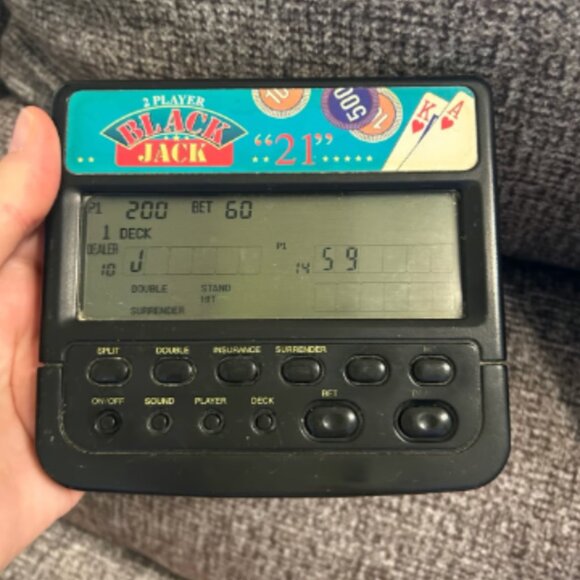 2 PLAYER
BLACK
JACK
"21"
10
500
10
K A
P1 200 BET 60
1 DECK
DEALER
10 J
P1
14 5 9
DOUBLE STAND
HIT
SURRENDER
SPLIT DOUBLE INSURANCE SURRENDER
ON/OFF SOUND PLAYER DECK BET